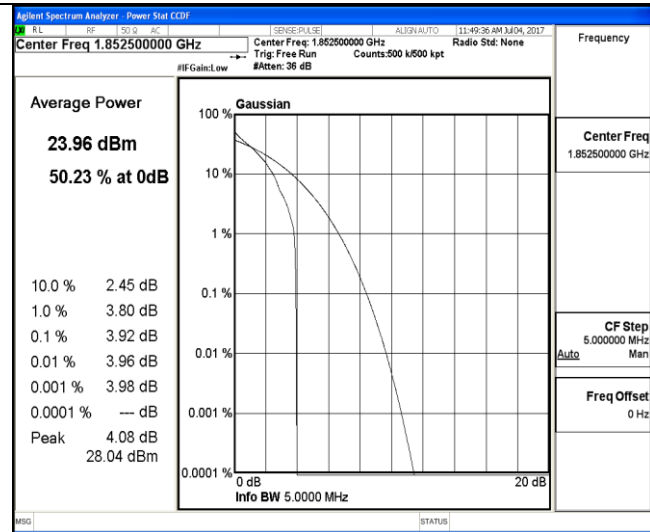 Agilent Spectrum Analyzer - Power Stat CCDF
RL RF 50 Ω AC SENSE:PULSE ALIGN AUTO 11:49:36 AM Jul 04, 2017
Center Freq 1.852500000 GHz Center Freq: 1.852500000 GHz Radio Std: None
Trig: Free Run Counts:500 k/500 kpt
#IFGain:Low #Atten: 36 dB
Frequency
Average Power
23.96 dBm
50.23 % at 0dB
10.0 % 2.45 dB
1.0 % 3.80 dB
0.1 % 3.92 dB
0.01 % 3.96 dB
0.001 % 3.98 dB
0.0001 % --- dB
Peak 4.08 dB
28.04 dBm
Gaussian
100 %
10 %
1 %
0.1 %
0.01 %
0.001 %
0.0001 %
0 dB 20 dB
Info BW 5.0000 MHz
Center Freq
1.852500000 GHz
CF Step
5.000000 MHz
Auto Man
Freq Offset
0 Hz
MSG STATUS